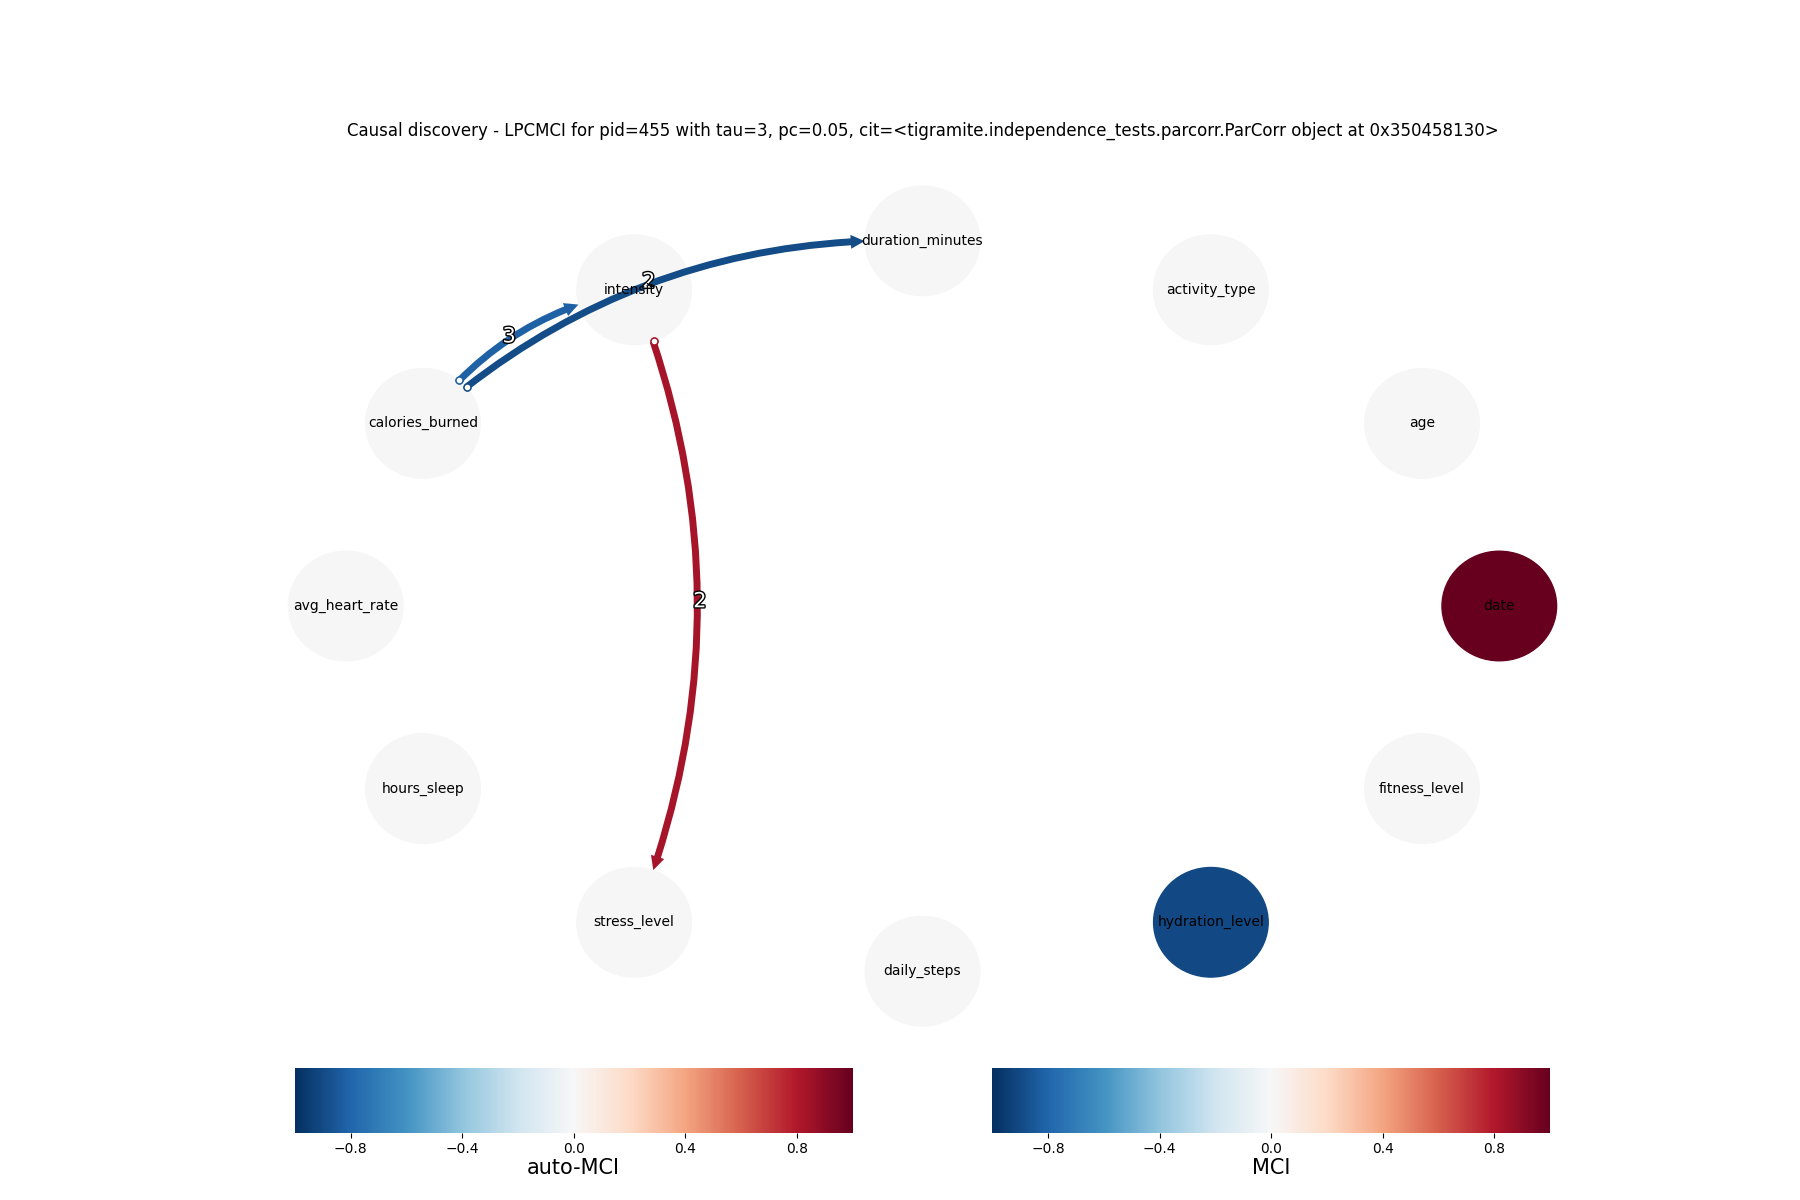 Causal discovery - LPCMCI for pid=455 with tau=3, pc=0.05, cit=<tigramite.independence_tests.parcorr.ParCorr object at 0x350458130>
duration_minutes
2
intensity
activity_type
3
calories_burned
age
2
avg_heart_rate
date
hours_sleep
fitness_level
stress_level
hydration_level
daily_steps
−0.8 −0.4 0.0 0.4 0.8
auto-MCI
−0.8 −0.4 0.0 0.4 0.8
MCI